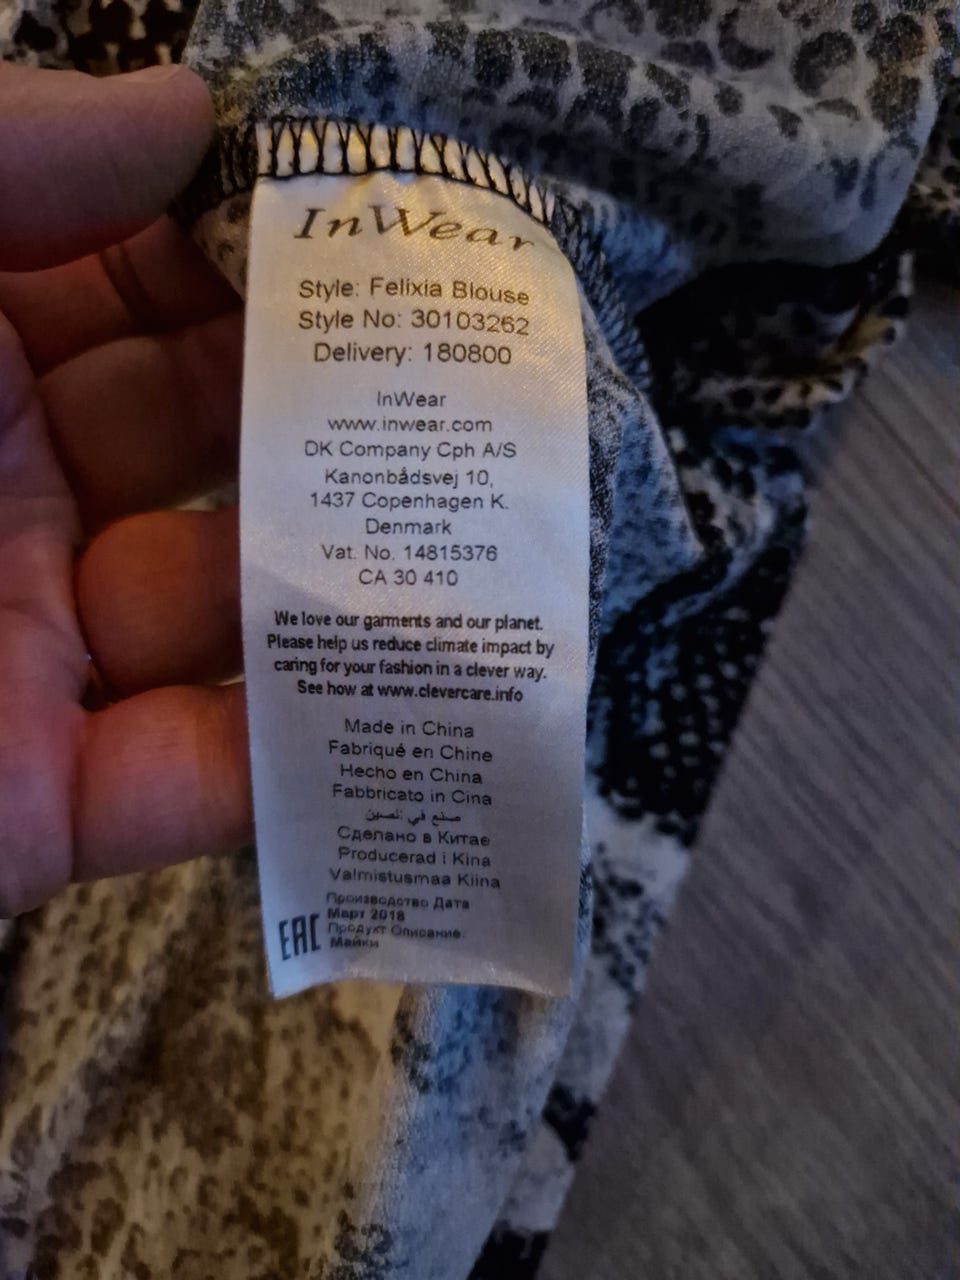 InWear
Style: Felixia Blouse
Style No: 30103262
Delivery: 180800
InWear
www.inwear.com
DK Company Cph A/S
Kanonbådsvej 10,
1437 Copenhagen K.
Denmark
Vat. No. 14815376
CA 30 410
We love our garments and our planet.
Please help us reduce climate impact by
caring for your fashion in a clever way.
See how at www.clevercare.info
Made in China
Fabriqué en Chine
Hecho en China
Fabbricato in Cina
صنع في الصين
Сделано в Китае
Producerad i Kina
Valmistusmaa Kiina
Производство Дата
Март 2018
Продукт Описание:
Майки
EAC